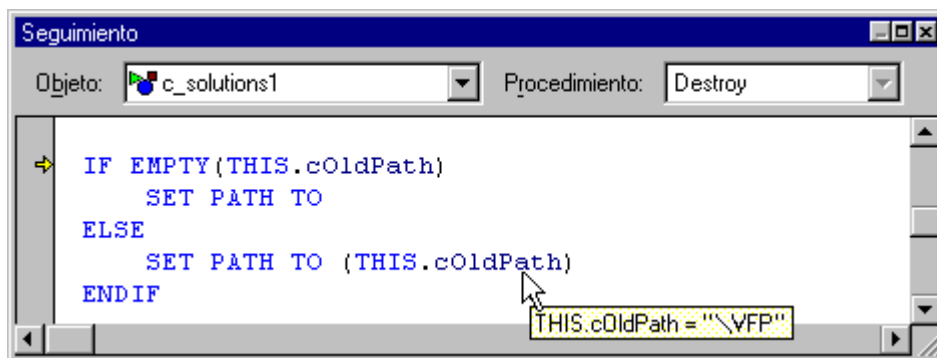 Seguimiento
Objeto: c_solutions1 Procedimiento: Destroy
IF EMPTY(THIS.cOldPath)
SET PATH TO
ELSE
SET PATH TO (THIS.cOldPath)
ENDIF
THIS.cOldPath = "\VFP"